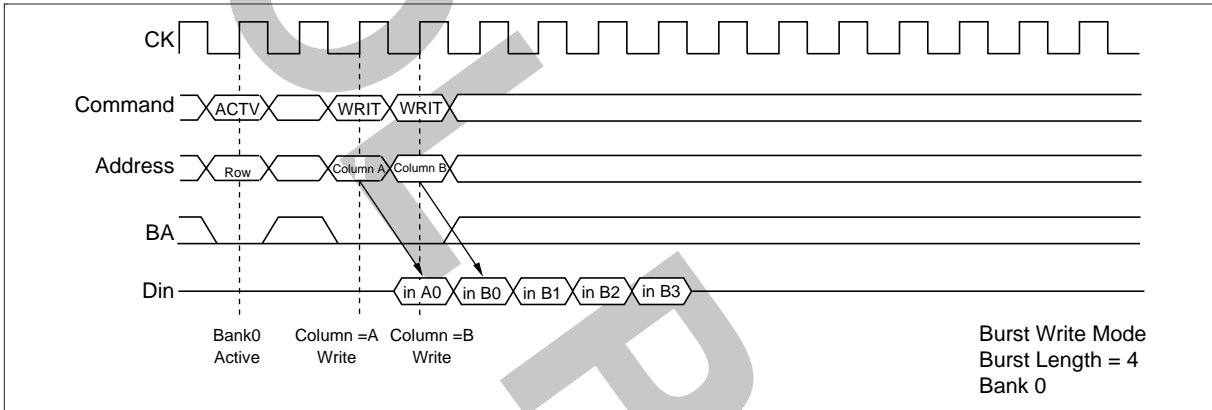 CK
Command ACTV WRIT WRIT
Address Row Column A Column B
BA
Din in A0 in B0 in B1 in B2 in B3
Bank0 Column =A Column =B
Active Write Write
Burst Write Mode
Burst Length = 4
Bank 0